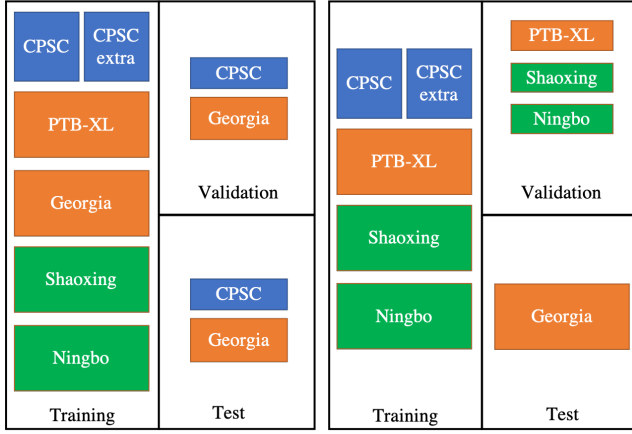 CPSC
CPSC
extra
PTB-XL
Georgia
Shaoxing
Ningbo
Training
CPSC
Georgia
Validation
CPSC
Georgia
Test
CPSC
CPSC
extra
PTB-XL
Shaoxing
Ningbo
Training
PTB-XL
Shaoxing
Ningbo
Validation
Georgia
Test